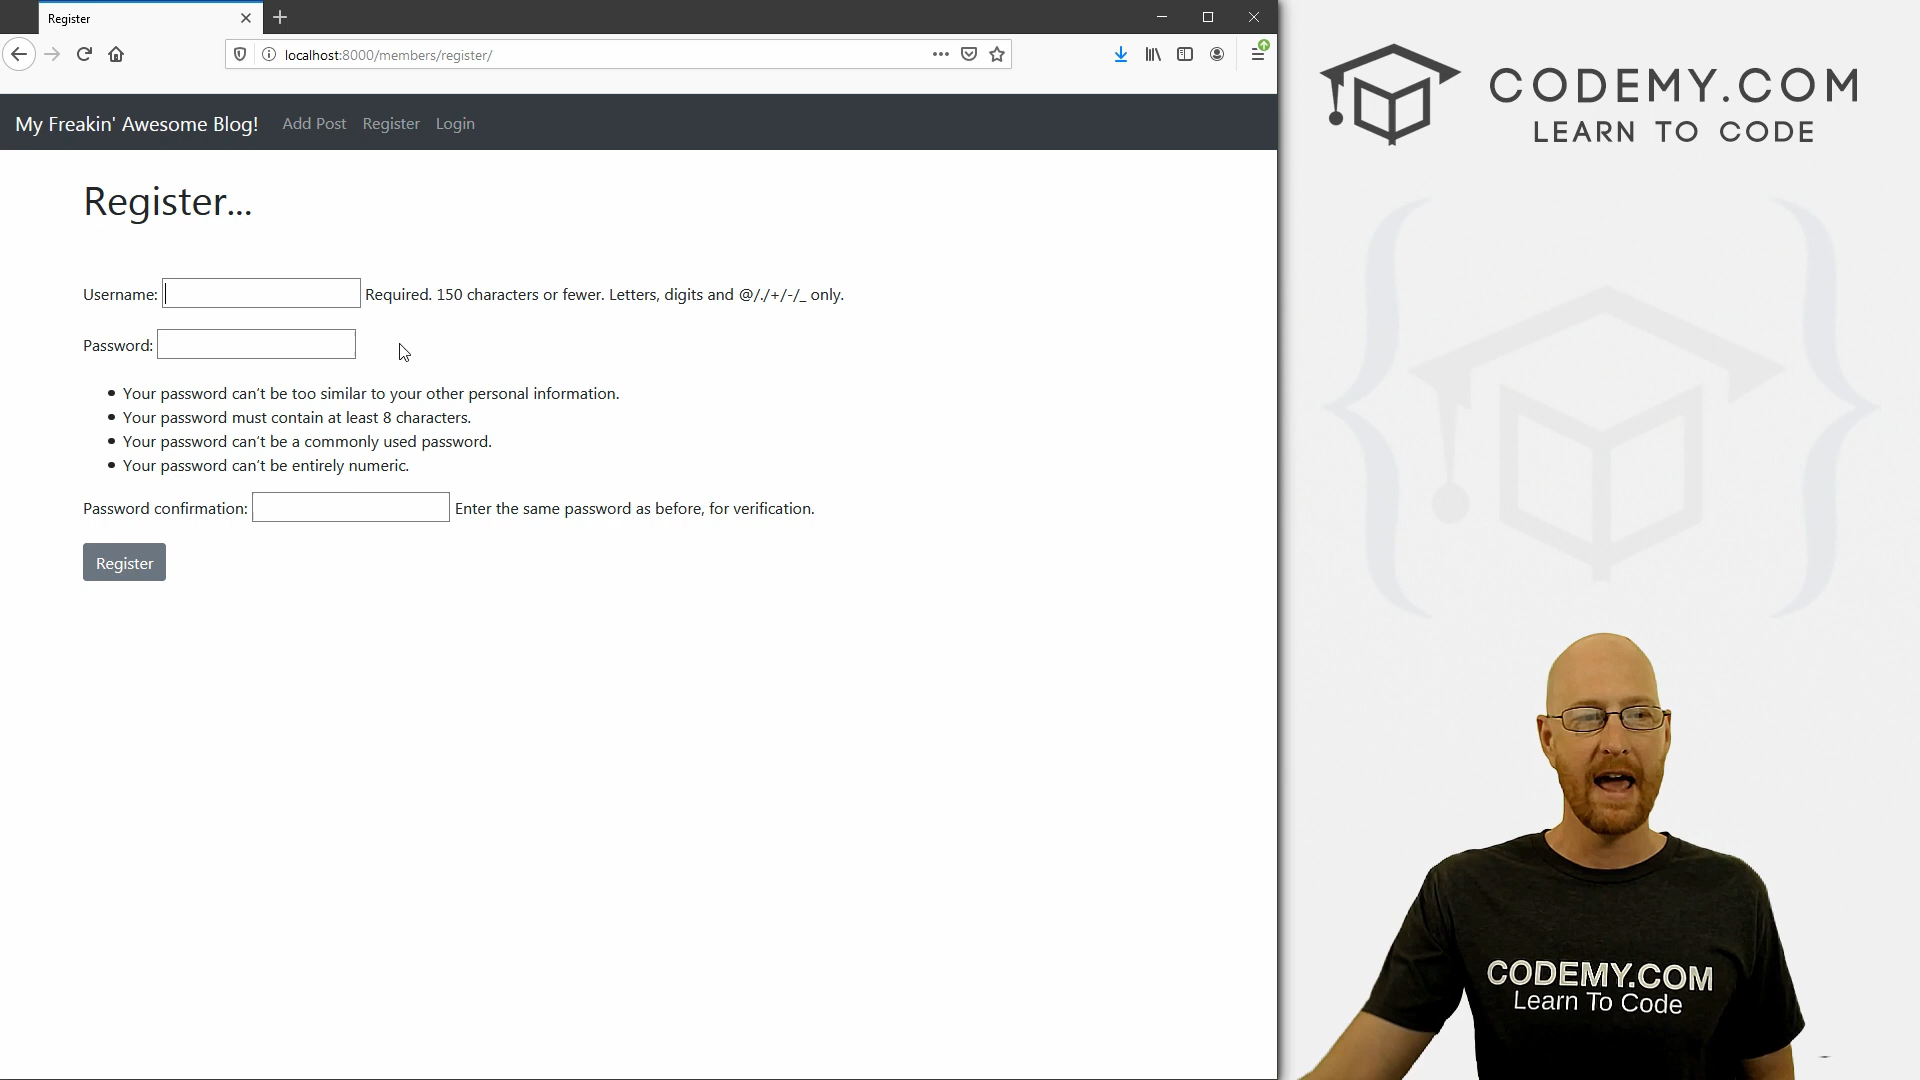 Register
localhost:8000/members/register/
My Freakin' Awesome Blog! Add Post Register Login
Register...
Username: Required. 150 characters or fewer. Letters, digits and @/./+/-/_ only.
Password:
Your password can’t be too similar to your other personal information.
Your password must contain at least 8 characters.
Your password can’t be a commonly used password.
Your password can’t be entirely numeric.
Password confirmation: Enter the same password as before, for verification.
Register
CODEMY.COM
LEARN TO CODE
CODEMY.COM
Learn To Code